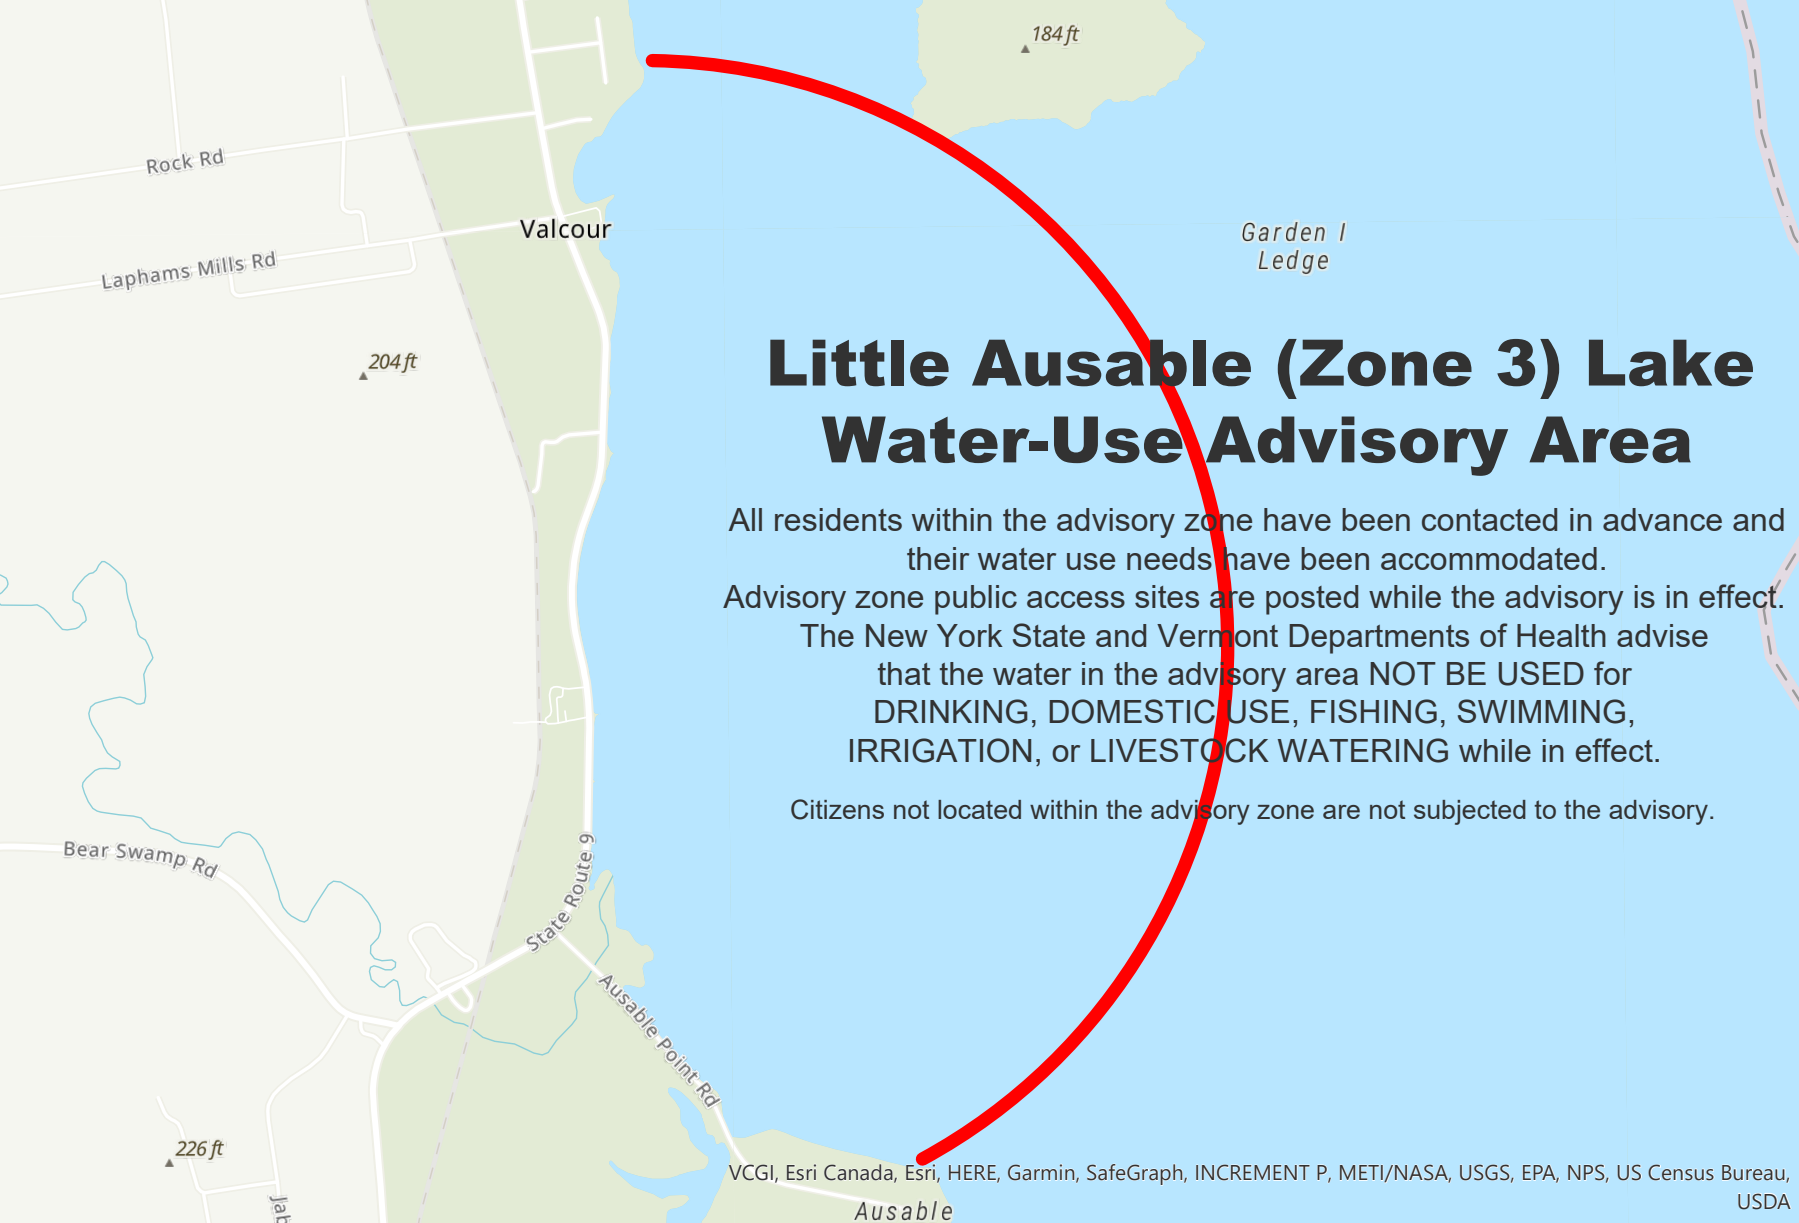 184 ft
Rock Rd
Valcour
Garden I
Ledge
Laphams Mills Rd
204 ft
Little Ausable (Zone 3) Lake
Water-Use Advisory Area
All residents within the advisory zone have been contacted in advance and
their water use needs have been accommodated.
Advisory zone public access sites are posted while the advisory is in effect.
The New York State and Vermont Departments of Health advise
that the water in the advisory area NOT BE USED for
DRINKING, DOMESTIC USE, FISHING, SWIMMING,
IRRIGATION, or LIVESTOCK WATERING while in effect.
Citizens not located within the advisory zone are not subjected to the advisory.
Bear Swamp Rd
State Route 9
Ausable Point Rd
226 ft
Jab
VCGI, Esri Canada, Esri, HERE, Garmin, SafeGraph, INCREMENT P, METI/NASA, USGS, EPA, NPS, US Census Bureau,
USDA
Ausable